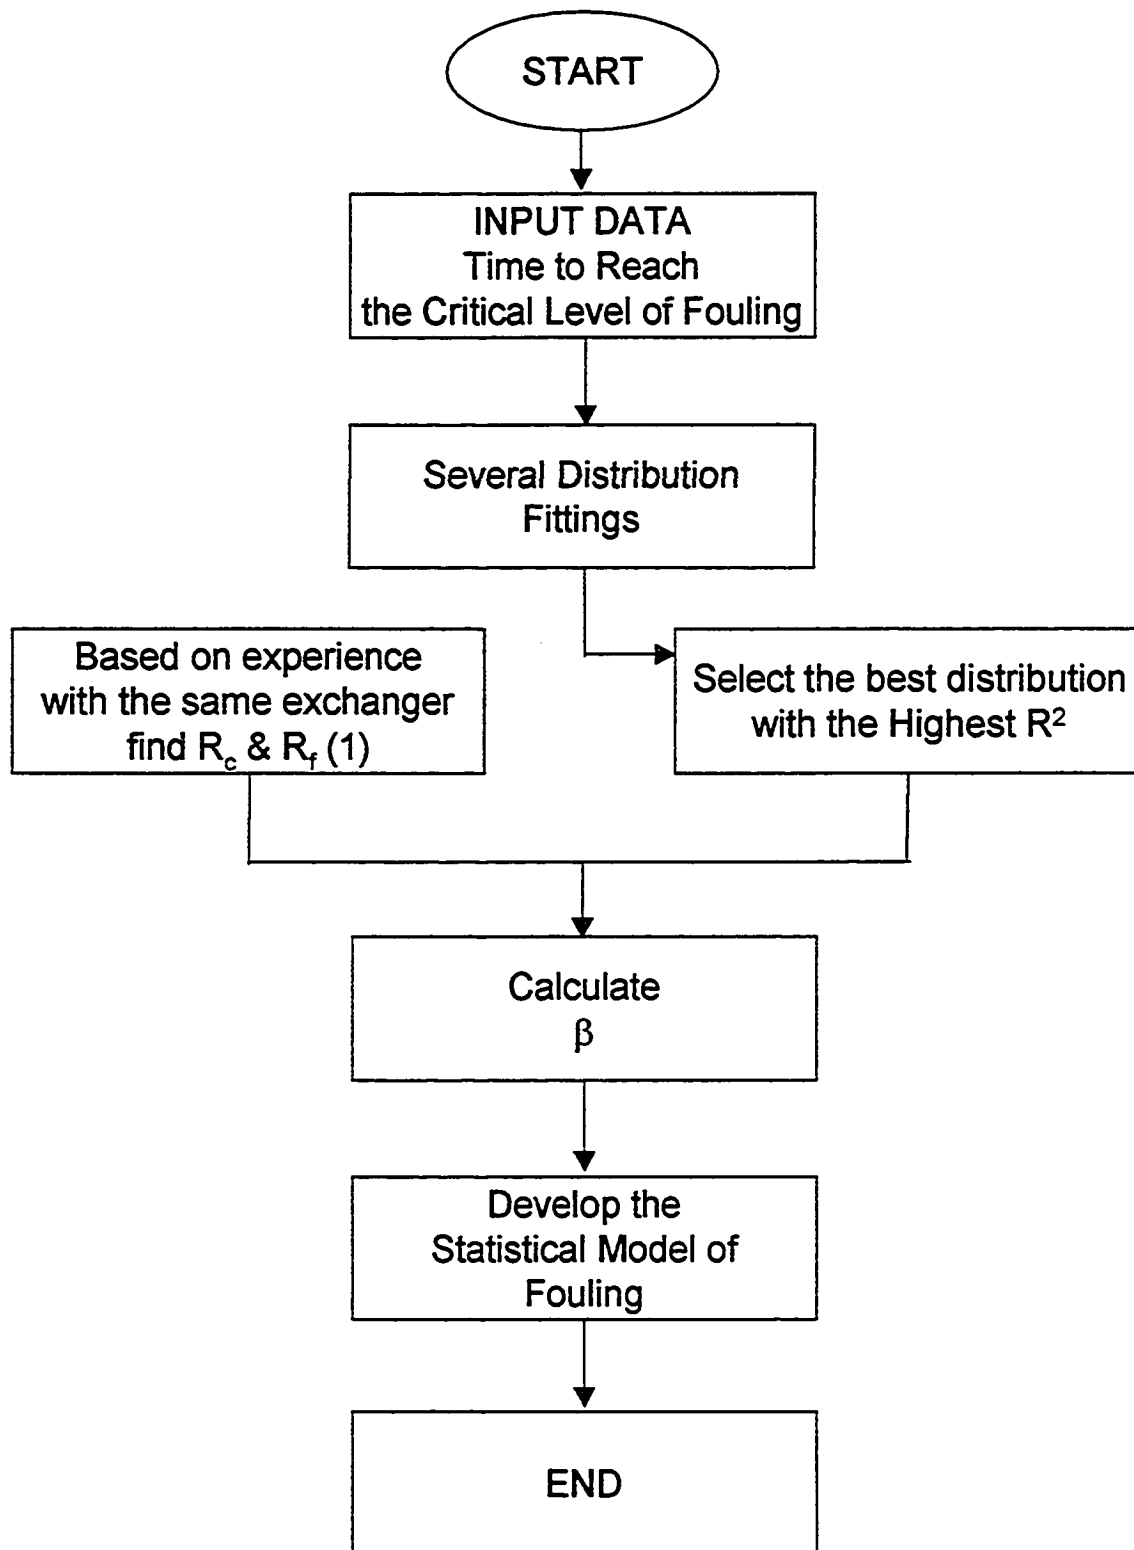 START
INPUT DATA
Time to Reach
the Critical Level of Fouling
Several Distribution
Fittings
Based on experience
with the same exchanger
find R_c & R_f (1)
Select the best distribution
with the Highest R²
Calculate
β
Develop the
Statistical Model of
Fouling
END